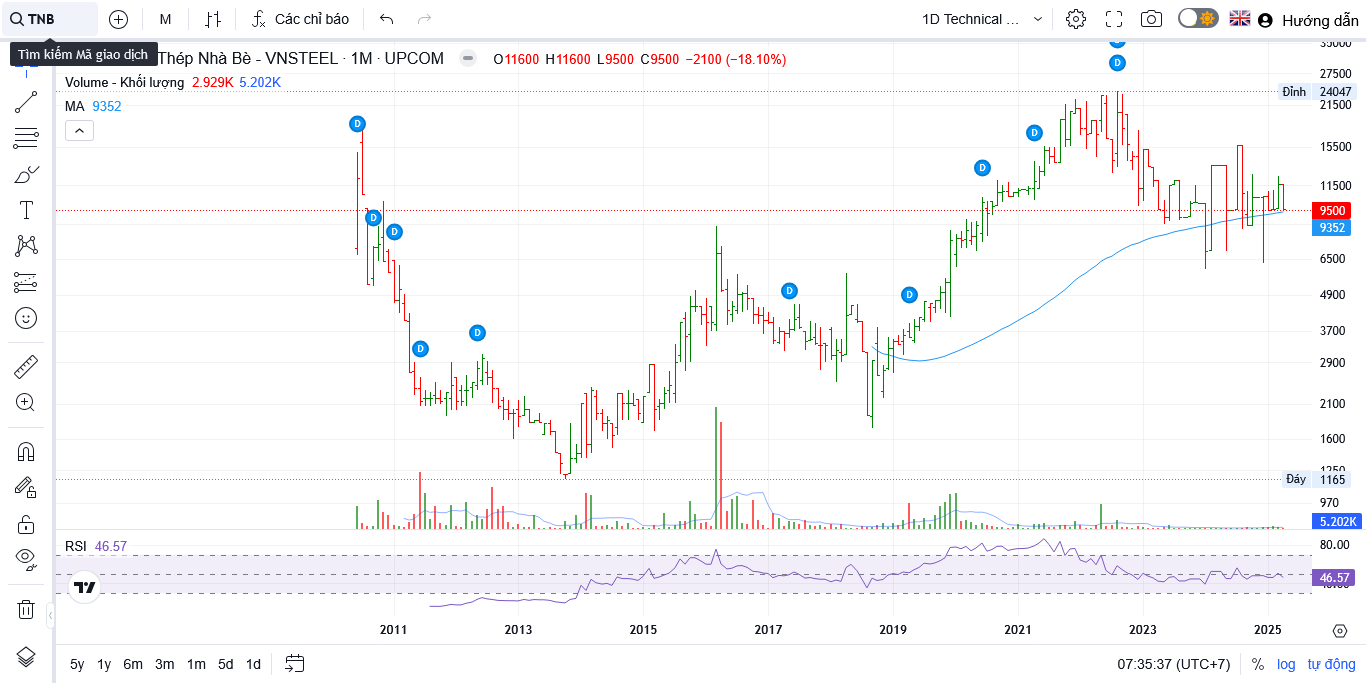 TNB
M
Các chỉ báo
1D Technical ...
Hướng dẫn
Tìm kiếm Mã giao dịch
Thép Nhà Bè - VNSTEEL · 1M · UPCOM
O11600 H11600 L9500 C9500 −2100 (−18.10%)
Volume - Khối lượng 2.929K 5.202K
MA 9352
D
D
D
D
D
D
D
D
D
D
35000
27500
Đỉnh 24047
21500
15500
11500
9500
9352
6500
4900
3700
2900
2100
1600
1250
Đáy 1165
970
5.202K
RSI 46.57
80.00
46.57
2011 2013 2015 2017 2019 2021 2023 2025
5y 1y 6m 3m 1m 5d 1d
07:35:37 (UTC+7) % log tự động